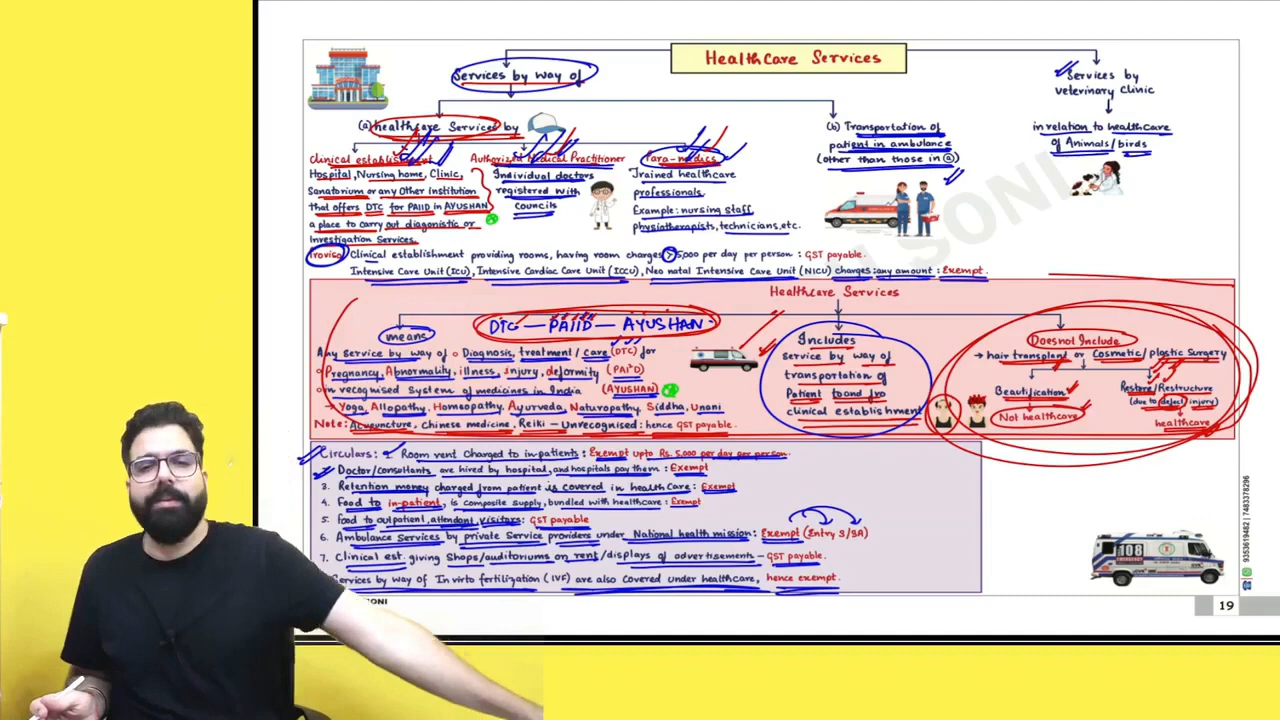 HealthCare Services
Services by way of
Services by
veterinary Clinic
(a) healthcare Services by
(b) Transportation of
patient in ambulance
(other than those in a)
in relation to healthcare
of Animals/birds
Clinical establishment
Hospital, Nursing home, Clinic,
Sanatorium or any Other institution
that offers DTC for PAIID in AYUSHAN
a place to carry out diagonistic or
Investigation Services.
Authorized Medical Practitioner
Individual doctors
registered with
councils
Para-medics
Trained healthcare
professionals.
Example: nursing staff,
physiotherapists, technicians, etc.
Proviso Clinical establishment providing rooms, having room charges > 5,000 per day per person : GST payable.
Intensive Care Unit (ICU), Intensive Cardiac Care Unit (ICCU), Neo natal Intensive Care Unit (NICU) charges: any amount : Exempt.
SONI
Healthcare Services
DTC — PAIID — AYUSHAN
means
Any Service by way of Diagnosis, treatment/ Care (DTC) for
Pregnancy, Abnormality, illness, injury, deformity (PAIID)
in recognised System of medicines in India (AYUSHAN)
→ Yoga, Allopathy, Homeopathy, Ayurveda, Naturopathy, Siddha, Unani
Note: Acupuncture, Chinese medicine, Reiki - Unrecognised: hence GST payable.
Includes
service by way of
transportation of
Patient to and fro
clinical establishment
Doesnot Include
→ hair transplant or Cosmetic/ plastic Surgery
Beautification
Not healthcare
Restore/Restructure
(due to defect injury)
healthcare
Circulars: Room rent Charged to in-patients : Exempt upto Rs. 5,000 per day per person.
Doctor/consultants are hired by hospital, and hospitals pay them : Exempt
3. Retention money charged from patient is covered in healthcare: Exempt
4. Food to in-patient, is composite supply, bundled with healthcare : Exempt
5. Food to outpatient, attendant, visitors: GST payable
6. Ambulance Services by private Service providers under National health mission: Exempt (Entry 3/3A)
7. Clinical est. giving Shops/auditoriums on rent /displays of advertisements - GST payable.
Services by way of In virto fertilization (IVF) are also Covered under healthcare, hence exempt.
108
9353619482 | 7483378296
ONI
19